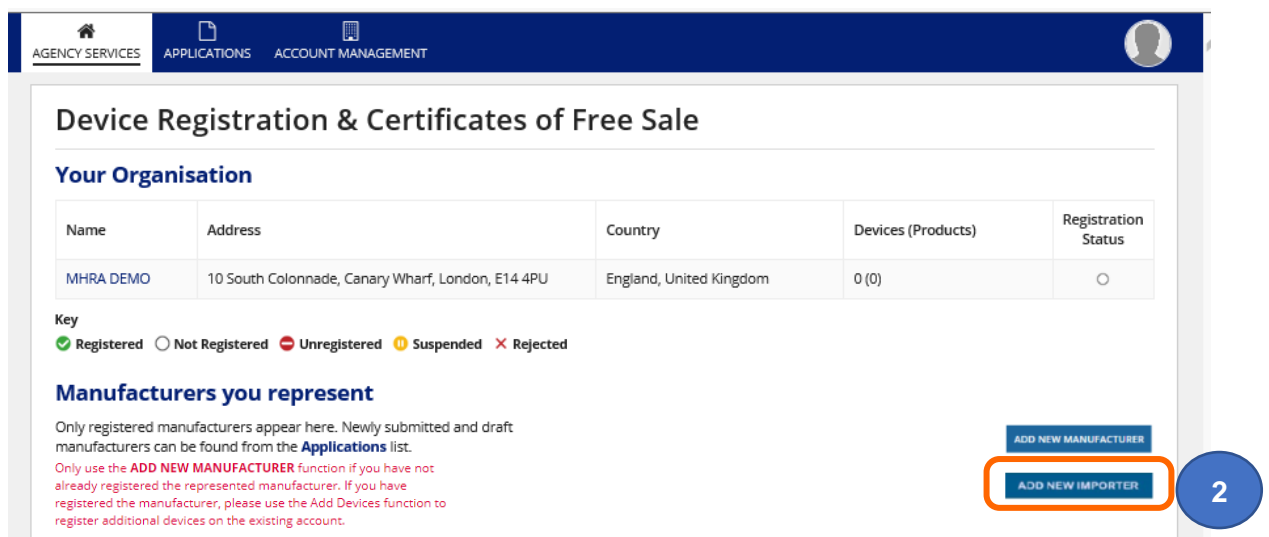 AGENCY SERVICES
APPLICATIONS
ACCOUNT MANAGEMENT
Device Registration & Certificates of Free Sale
Your Organisation
Name Address Country Devices (Products) Registration Status
MHRA DEMO 10 South Colonnade, Canary Wharf, London, E14 4PU England, United Kingdom 0 (0)
Key
Registered Not Registered Unregistered Suspended Rejected
Manufacturers you represent
Only registered manufacturers appear here. Newly submitted and draft
manufacturers can be found from the Applications list.
Only use the ADD NEW MANUFACTURER function if you have not
already registered the represented manufacturer. If you have
registered the manufacturer, please use the Add Devices function to
register additional devices on the existing account.
ADD NEW MANUFACTURER
ADD NEW IMPORTER
2